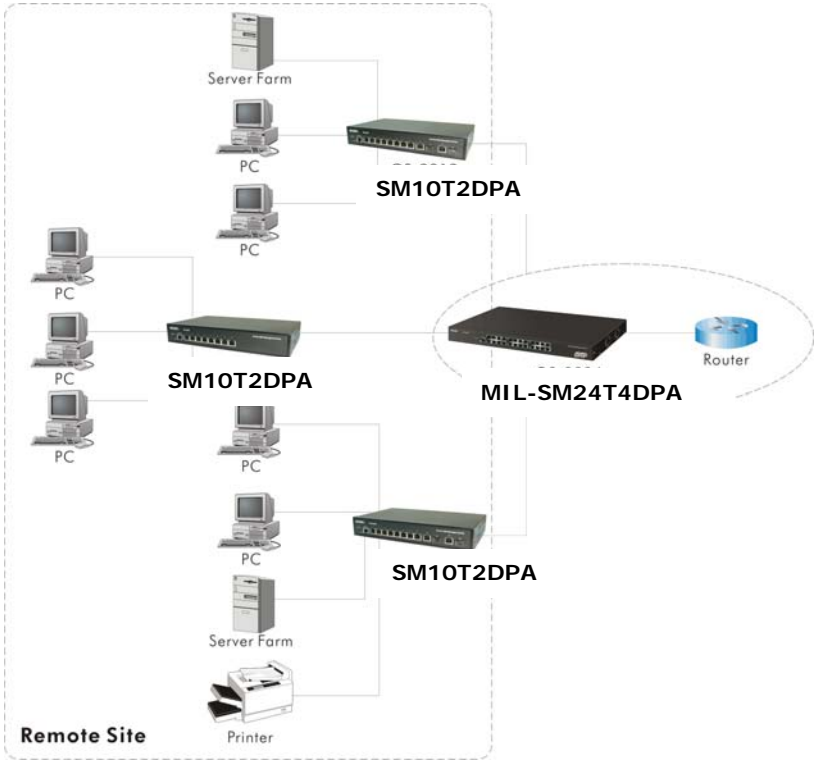 Server Farm
PC
SM10T2DPA
PC
PC
PC
SM10T2DPA
Router
MIL-SM24T4DPA
PC
PC
PC
SM10T2DPA
Server Farm
Remote Site
Printer